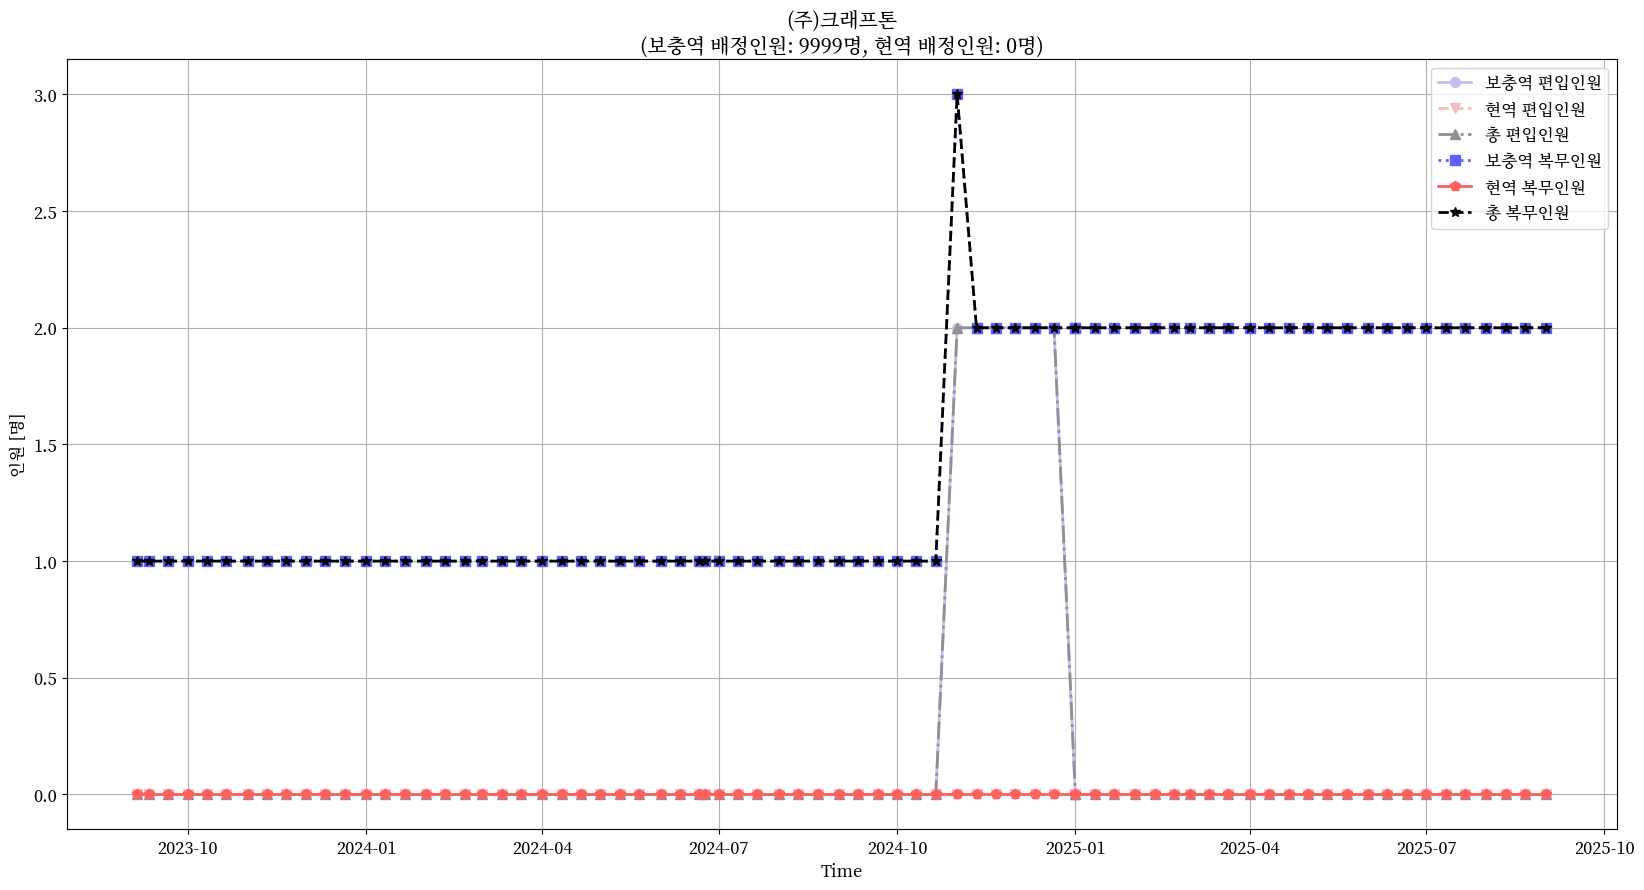 (주)크래프톤
(보충역 배정인원: 9999명, 현역 배정인원: 0명)
보충역 편입인원
현역 편입인원
총 편입인원
보충역 복무인원
현역 복무인원
총 복무인원
3.0
2.5
2.0
1.5
1.0
0.5
0.0
인원 [명]
2023-10
2024-01
2024-04
2024-07
2024-10
2025-01
2025-04
2025-07
2025-10
Time